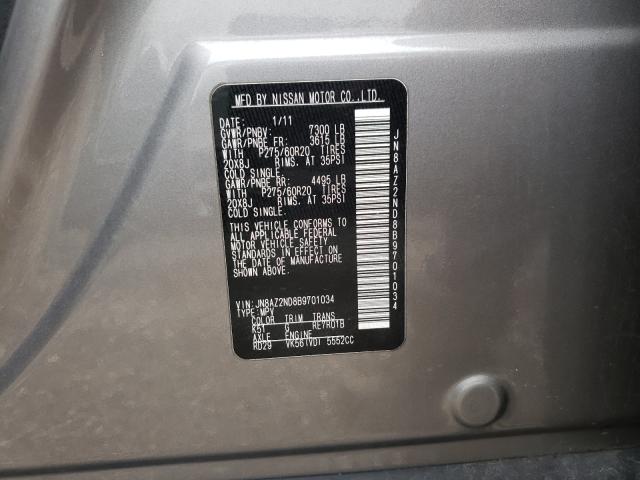 MFD BY NISSAN MOTOR CO.,LTD.
DATE: 1/11
GVWR/PNBV: 7300 LB
GAWR/PNBE FR: 3615 LB
WITH P275/60R20 TIRES
20X8J RIMS, AT 35PSI
COLD SINGLE.
GAWR/PNBE RR: 4495 LB
WITH P275/60R20 TIRES
20X8J RIMS, AT 35PSI
COLD SINGLE.
THIS VEHICLE CONFORMS TO
ALL APPLICABLE FEDERAL
MOTOR VEHICLE SAFETY
STANDARDS IN EFFECT ON
THE DATE OF MANUFACTURE
SHOWN ABOVE.
VIN: JN8AZ2ND8B9701034
TYPE: MPV
COLOR TRIM TRANS
K51 G RE7R01B
AXLE ENGINE
RD29 VK56(VD) 5552CC
JN8AZ2ND8B9701034